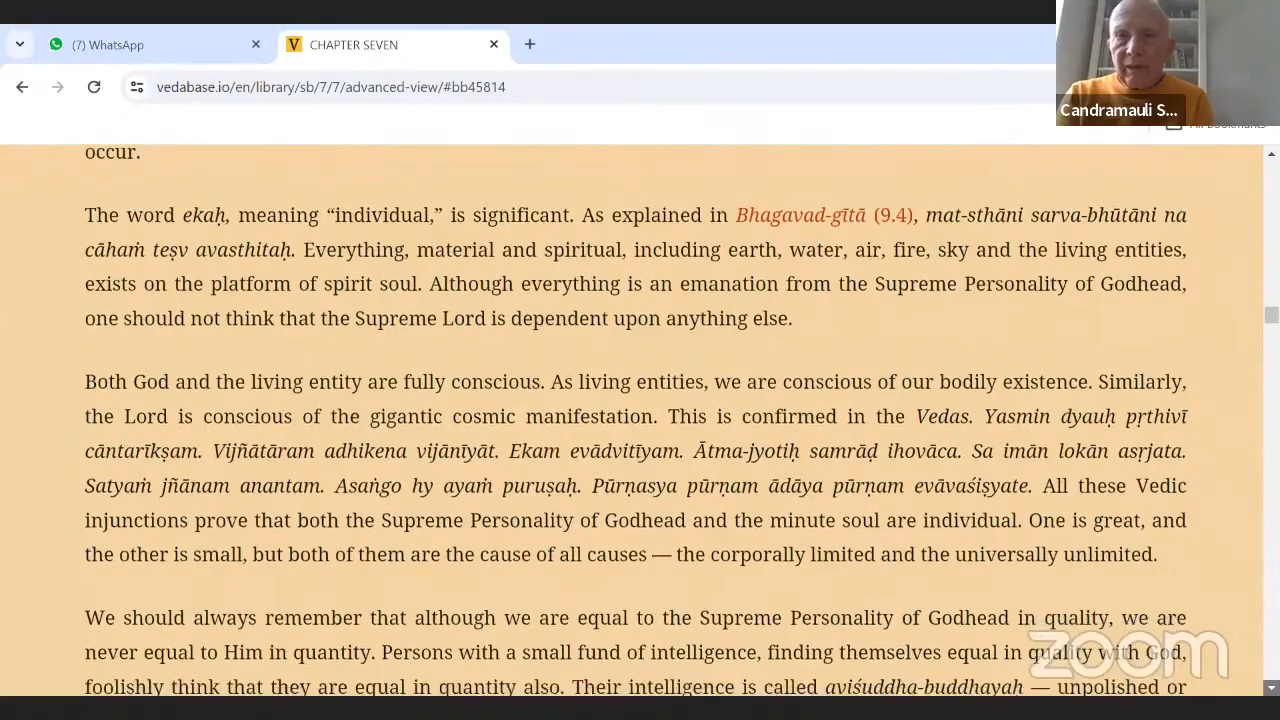 (7) WhatsApp
CHAPTER SEVEN
vedabase.io/en/library/sb/7/7/advanced-view/#bb45814
Candramauli S...
All Bookmarks
occur.
The word ekaḥ, meaning “individual,” is significant. As explained in Bhagavad-gītā (9.4), mat-sthāni sarva-bhūtāni na
cāhaṁ teṣv avasthitaḥ. Everything, material and spiritual, including earth, water, air, fire, sky and the living entities,
exists on the platform of spirit soul. Although everything is an emanation from the Supreme Personality of Godhead,
one should not think that the Supreme Lord is dependent upon anything else.
Both God and the living entity are fully conscious. As living entities, we are conscious of our bodily existence. Similarly,
the Lord is conscious of the gigantic cosmic manifestation. This is confirmed in the Vedas. Yasmin dyauḥ pṛthivī
cāntarīkṣam. Vijñātāram adhikena vijānīyāt. Ekam evādvitīyam. Ātma-jyotiḥ samrāḍ ihovāca. Sa imān lokān asṛjata.
Satyaṁ jñānam anantam. Asaṅgo hy ayaṁ puruṣaḥ. Pūrṇasya pūrṇam ādāya pūrṇam evāvaśiṣyate. All these Vedic
injunctions prove that both the Supreme Personality of Godhead and the minute soul are individual. One is great, and
the other is small, but both of them are the cause of all causes — the corporally limited and the universally unlimited.
We should always remember that although we are equal to the Supreme Personality of Godhead in quality, we are
never equal to Him in quantity. Persons with a small fund of intelligence, finding themselves equal in quality with God,
foolishly think that they are equal in quantity also. Their intelligence is called aviśuddha-buddhayaḥ — unpolished or
zoom